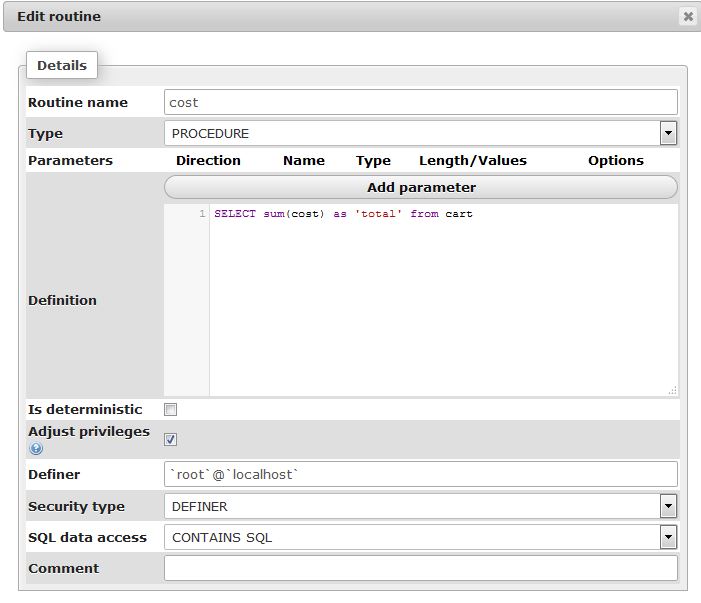 Edit routine
Details
Routine name cost
Type PROCEDURE
Parameters Direction Name Type Length/Values Options
Add parameter
1 SELECT sum(cost) as 'total' from cart
Definition
Is deterministic
Adjust privileges
Definer `root`@`localhost`
Security type DEFINER
SQL data access CONTAINS SQL
Comment